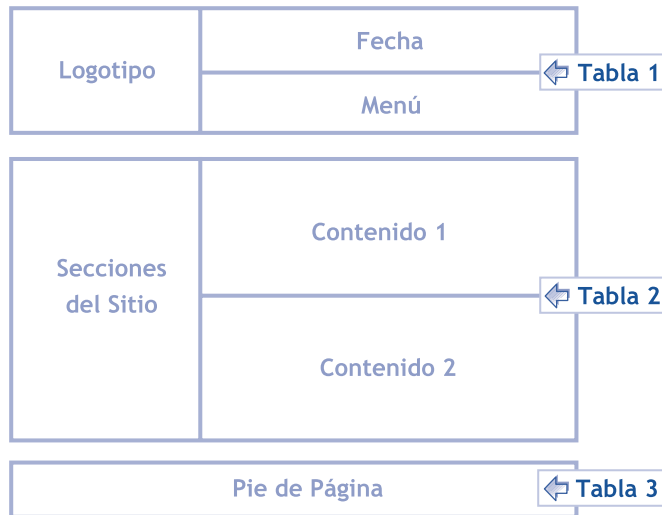 Logotipo
Fecha
Menú
Tabla 1
Secciones
del Sitio
Contenido 1
Contenido 2
Tabla 2
Pie de Página
Tabla 3